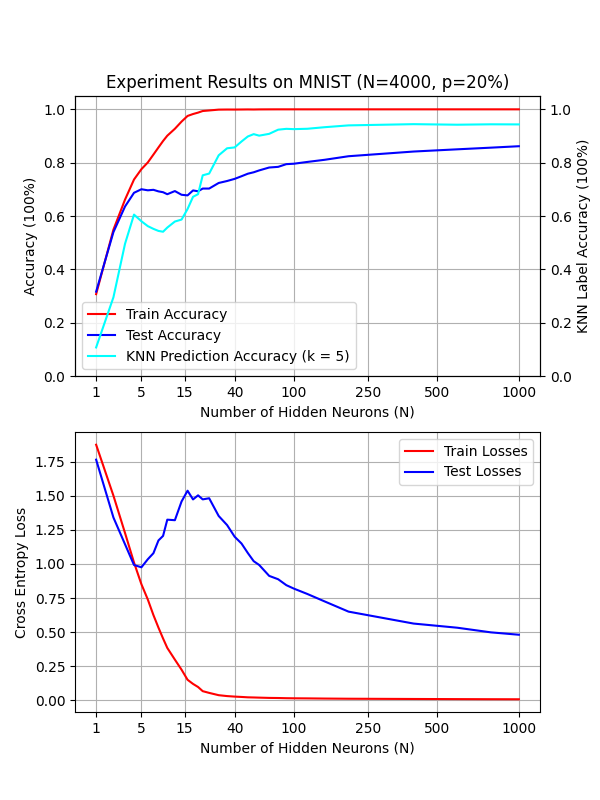 Experiment Results on MNIST (N=4000, p=20%)
Accuracy (100%)
1.0
0.8
0.6
0.4
0.2
0.0
1.0
0.8
0.6
0.4
0.2
0.0
KNN Label Accuracy (100%)
Train Accuracy
Test Accuracy
KNN Prediction Accuracy (k = 5)
1 5 15 40 100 250 500 1000
Number of Hidden Neurons (N)
Cross Entropy Loss
1.75
1.50
1.25
1.00
0.75
0.50
0.25
0.00
Train Losses
Test Losses
1 5 15 40 100 250 500 1000
Number of Hidden Neurons (N)